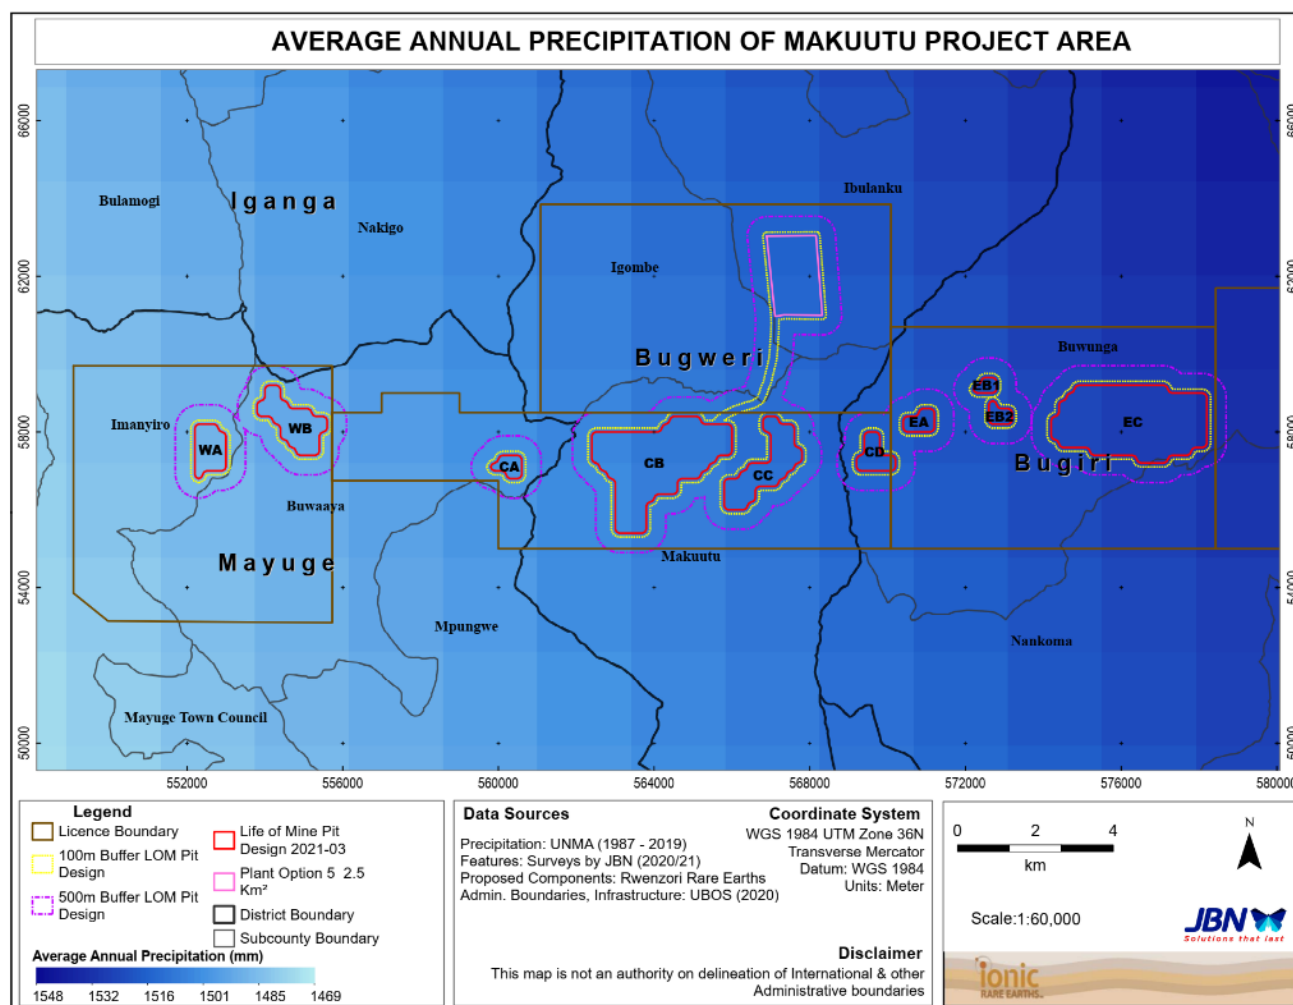 AVERAGE ANNUAL PRECIPITATION OF MAKUUTU PROJECT AREA
66000
66000
Bulamogi
Iganga
Nakigo
Ibulanku
Igombe
62000
62000
Bugweri
Buwunga
EB1
EB2
Imanyiro
58000
58000
WA
WB
CA
CB
CC
CD
EA
EC
Bugiri
Buwaaya
Makuutu
Mayuge
54000
54000
Mpungwe
Nankoma
Mayuge Town Council
50000
50000
552000 556000 560000 564000 568000 572000 576000 580000
Legend
Licence Boundary
100m Buffer LOM Pit
Design
500m Buffer LOM Pit
Design
Life of Mine Pit
Design 2021-03
Plant Option 5 2.5
Km²
District Boundary
Subcounty Boundary
Average Annual Precipitation (mm)
1548 1532 1516 1501 1485 1469
Data Sources
Precipitation: UNMA (1987 - 2019)
Features: Surveys by JBN (2020/21)
Proposed Components: Rwenzori Rare Earths
Admin. Boundaries, Infrastructure: UBOS (2020)
Coordinate System
WGS 1984 UTM Zone 36N
Transverse Mercator
Datum: WGS 1984
Units: Meter
Disclaimer
This map is not an authority on delineation of International & other
Administrative boundaries
0 2 4
km
N
Scale:1:60,000
JBN
Solutions that last
ionic
RARE EARTHS